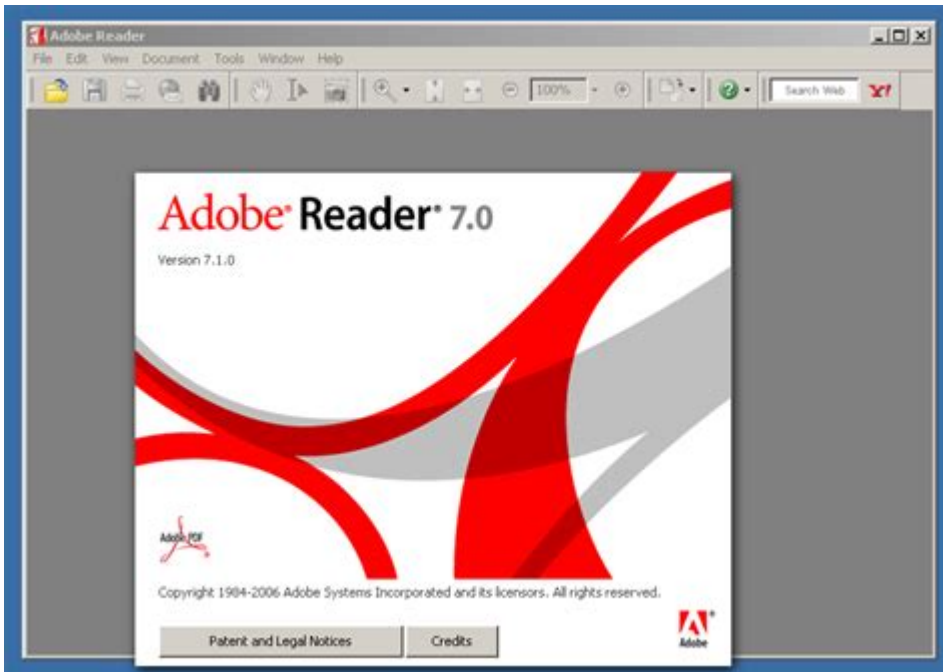 Adobe Reader
File Edit View Document Tools Window Help
100% Search Web Y!
Adobe® Reader® 7.0
Version 7.1.0
Adobe PDF
Copyright 1984-2006 Adobe Systems Incorporated and its licensors. All rights reserved.
Patent and Legal Notices Credits
Adobe